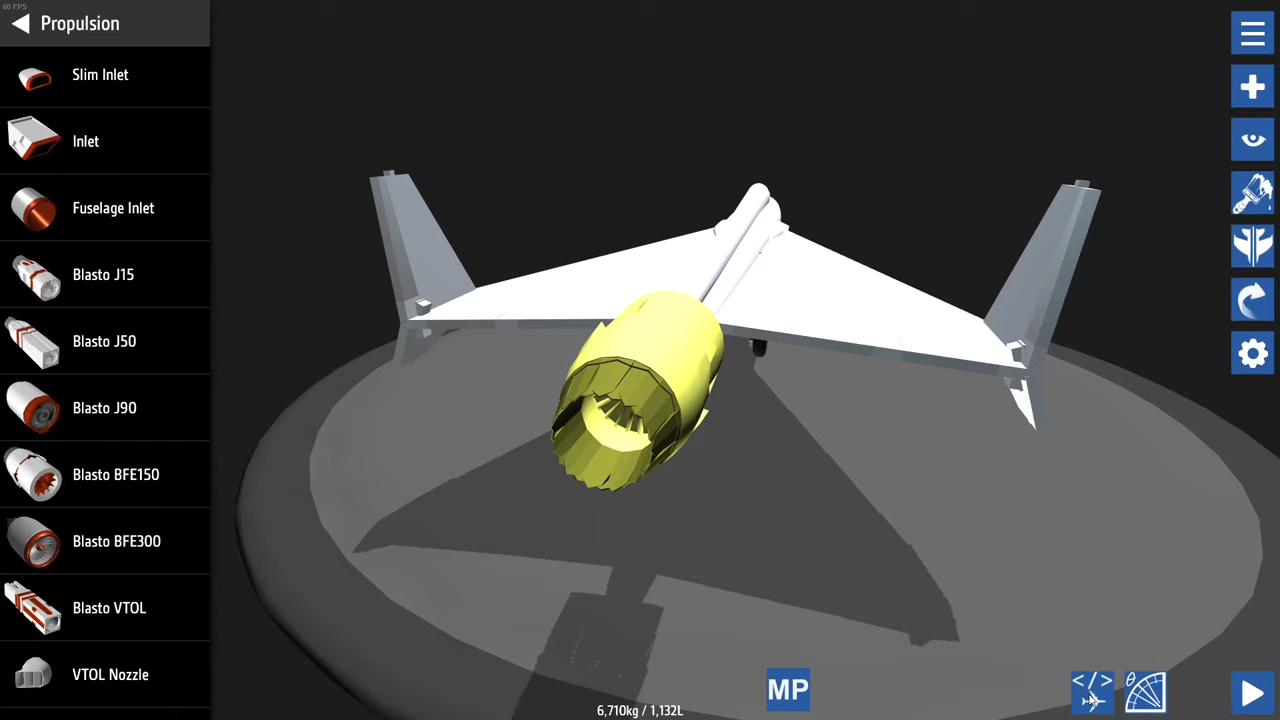 60 FPS
Propulsion
Slim Inlet
Inlet
Fuselage Inlet
Blasto J15
Blasto J50
Blasto J90
Blasto BFE150
Blasto BFE300
Blasto VTOL
VTOL Nozzle
MP
</>
θ
6,710kg / 1,132L